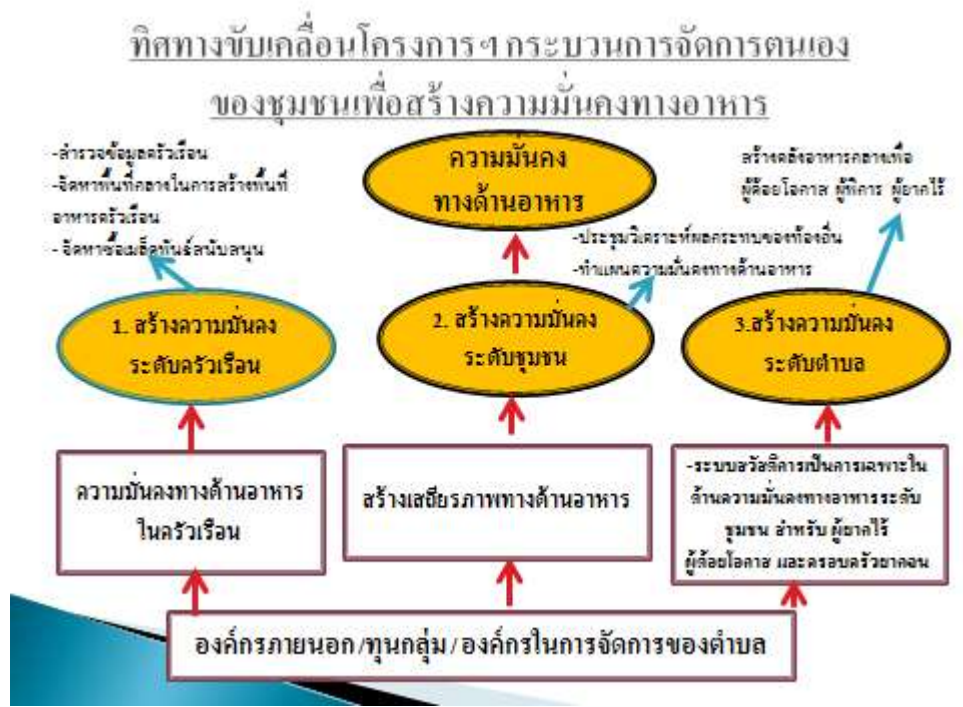 ทิศทางขับเคลื่อนโครงการฯ กระบวนการจัดการตนเอง
ของชุมชนเพื่อสร้างความมั่นคงทางอาหาร
-สำรวจข้อมูลครัวเรือน
-จัดหาพื้นที่กลางในการสร้างพื้นที่
อาหารครัวเรือน
- จัดหาซื้อเมล็ดพันธ์สนับสนุน
ความมั่นคง
ทางด้านอาหาร
สร้างคลังอาหารกลางเพื่อ
ผู้ด้อยโอกาส ผู้พิการ ผู้ยากไร้
-ประชุมวิเคราะห์ผลกระทบของท้องถิ่น
-ทำแผนความมั่นคงทางด้านอาหาร
1. สร้างความมั่นคง
ระดับครัวเรือน
2. สร้างความมั่นคง
ระดับชุมชน
3.สร้างความมั่นคง
ระดับตำบล
ความมั่นคงทางด้านอาหาร
ในครัวเรือน
สร้างเสถียรภาพทางด้านอาหาร
-ระบบสวัสดิการเป็นการเฉพาะใน
ด้านความมั่นคงทางอาหารระดับ
ชุมชน สำหรับ ผู้ยากไร้
ผู้ด้อยโอกาส และครอบครัวยากจน
องค์กรภายนอก/ทุนกลุ่ม/องค์กรในการจัดการของตำบล